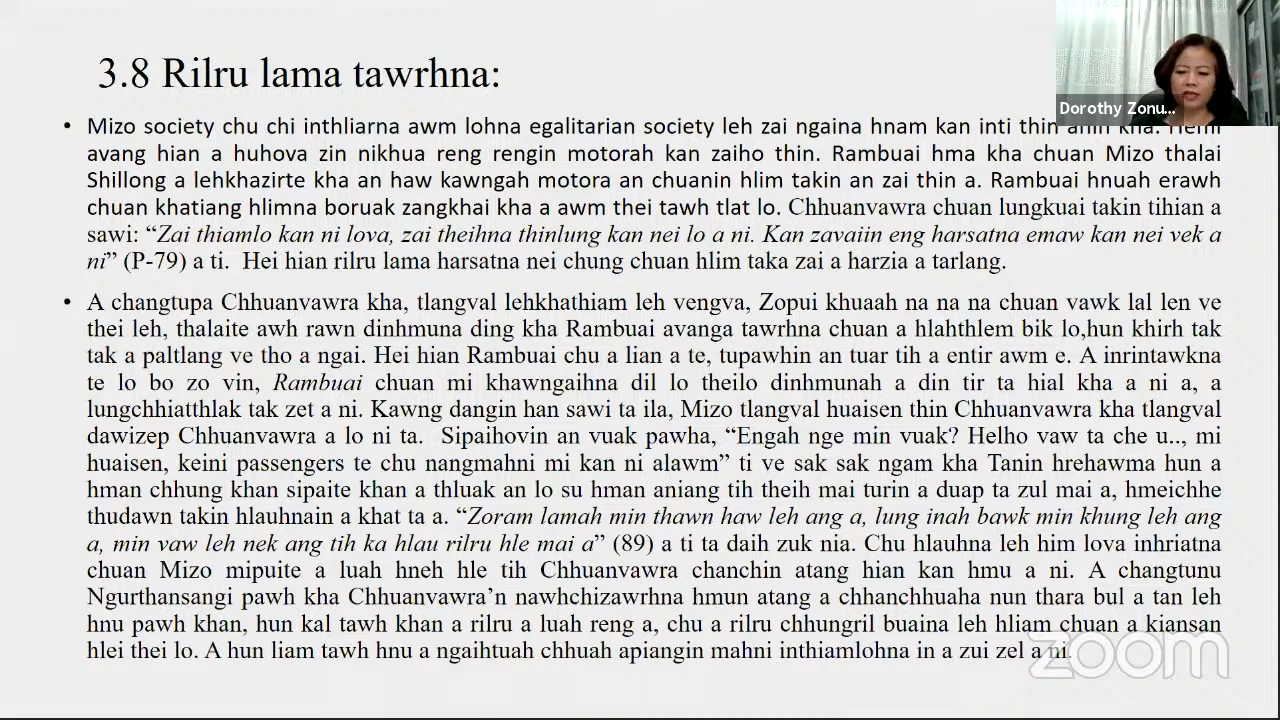 3.8 Rilru lama tawrhna:
Dorothy Zonu...
• Mizo society chu chi inthliarna awm lohna egalitarian society leh zai ngaina hnam kan inti thin
avang hian a huhova zin nikhua reng rengin motorah kan zaiho thin. Rambuai hma kha chuan Mizo thalai
Shillong a lehkhazirte kha an haw kawngah motora an chuanin hlim takin an zai thin a. Rambuai hnuah erawh
chuan khatiang hlimna boruak zangkhai kha a awm thei tawh tlat lo. Chhuanvawra chuan lungkuai takin tihian a
sawi: “Zai thiamlo kan ni lova, zai theihna thinlung kan nei lo a ni. Kan zavaiin eng harsatna emaw kan nei vek a
ni” (P-79) a ti. Hei hian rilru lama harsatna nei chung chuan hlim taka zai a harzia a tarlang.
• A changtupa Chhuanvawra kha, tlangval lehkhathiam leh vengva, Zopui khuaah na na na chuan vawk lal len ve
thei leh, thalaite awh rawn dinhmuna ding kha Rambuai avanga tawrhna chuan a hlahthlem bik lo,hun khirh tak
tak a paltlang ve tho a ngai. Hei hian Rambuai chu a lian a te, tupawhin an tuar tih a entir awm e. A inrintawkna
te lo bo zo vin, Rambuai chuan mi khawngaihna dil lo theilo dinhmunah a din tir ta hial kha a ni a, a
lungchhiatthlak tak zet a ni. Kawng dangin han sawi ta ila, Mizo tlangval huaisen thin Chhuanvawra kha tlangval
dawizep Chhuanvawra a lo ni ta. Sipaihovin an vuak pawha, “Engah nge min vuak? Helho vaw ta che u.., mi
huaisen, keini passengers te chu nangmahni mi kan ni alawm” ti ve sak sak ngam kha Tanin hrehawma hun a
hman chhung khan sipaite khan a thluak an lo su hman aniang tih theih mai turin a duap ta zul mai a, hmeichhe
thudawn takin hlauhnain a khat ta a. “Zoram lamah min thawn haw leh ang a, lung inah bawk min khung leh ang
a, min vaw leh nek ang tih ka hlau rilru hle mai a” (89) a ti ta daih zuk nia. Chu hlauhna leh him lova inhriatna
chuan Mizo mipuite a luah hneh hle tih Chhuanvawra chanchin atang hian kan hmu a ni. A changtunu
Ngurthansangi pawh kha Chhuanvawra’n nawhchizawrhna hmun atang a chhanchhuaha nun thara bul a tan leh
hnu pawh khan, hun kal tawh khan a rilru a luah reng a, chu a rilru chhungril buaina leh hliam chuan a kiansan
hlei thei lo. A hun liam tawh hnu a ngaihtuah chhuah apiangin mahni inthiamlohna in a zui zel a ni.
zoom